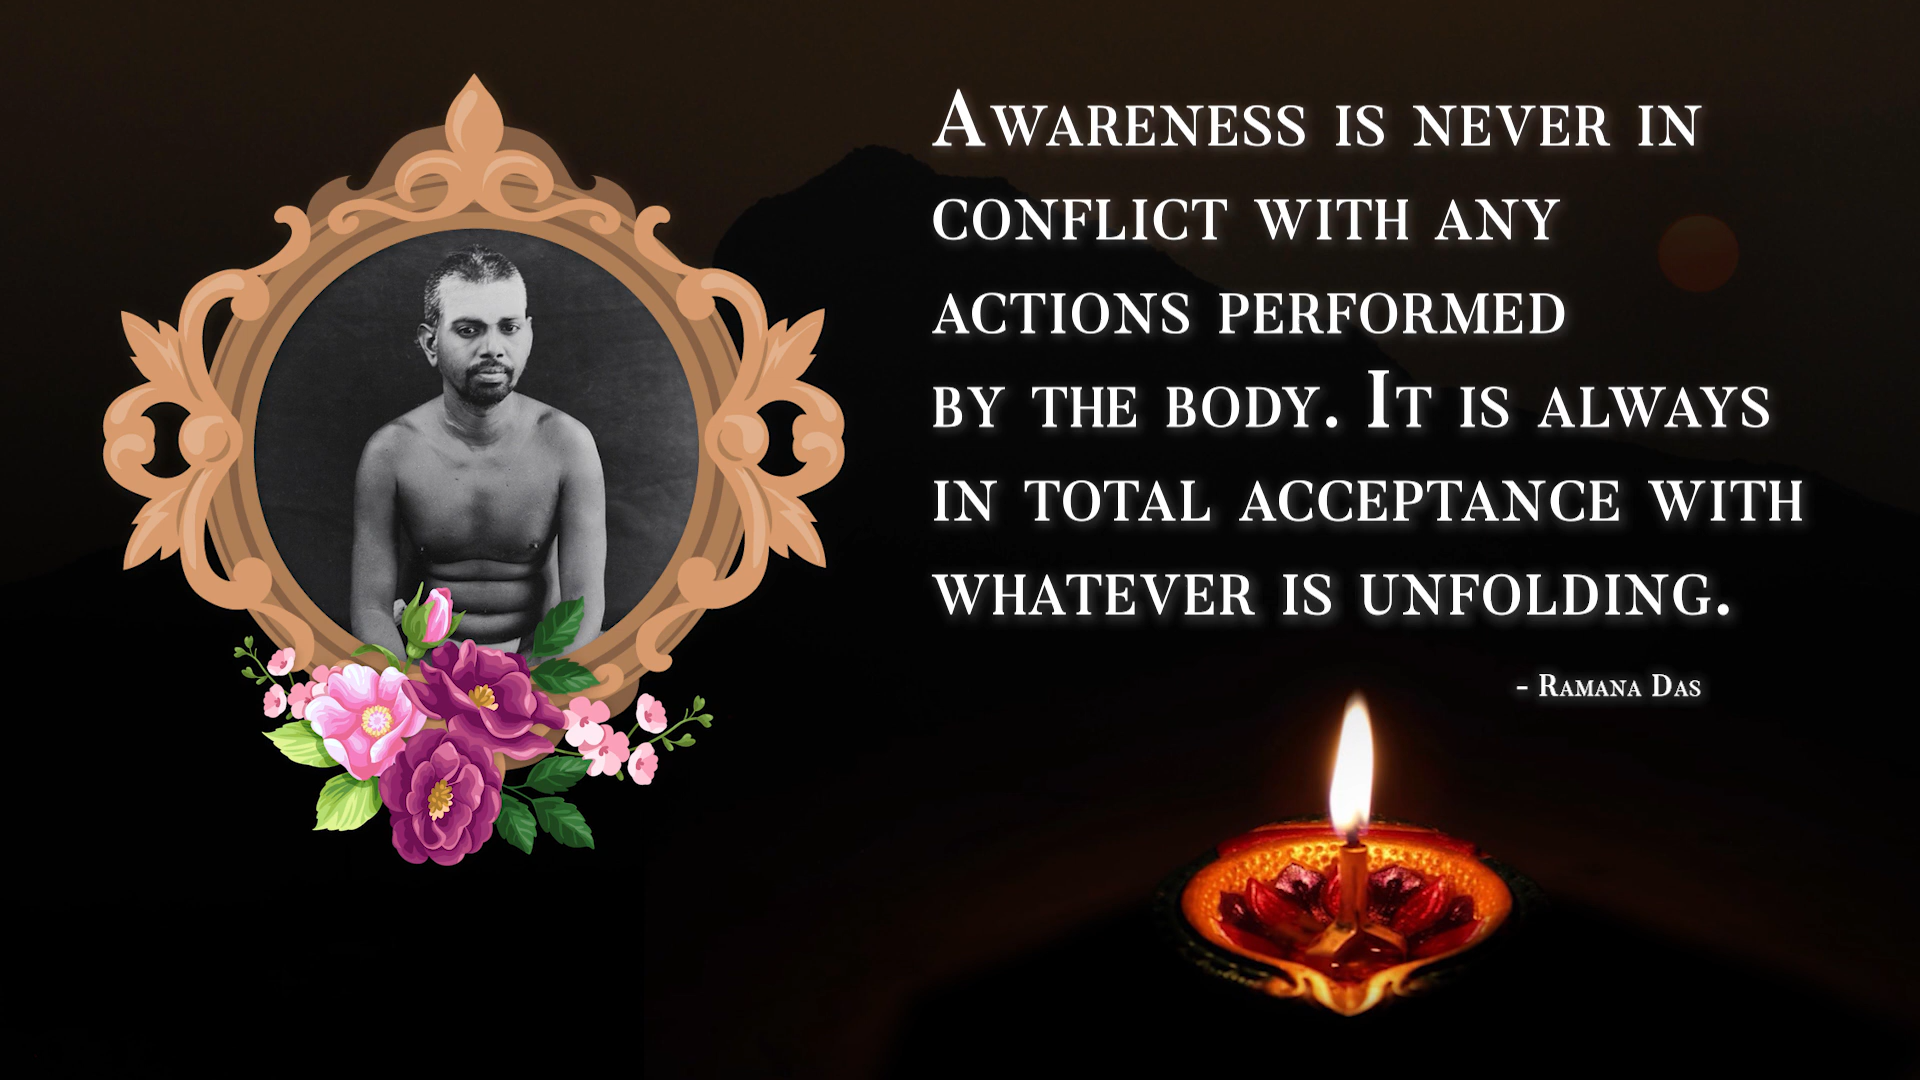 Awareness is never in
conflict with any
actions performed
by the body. It is always
in total acceptance with
whatever is unfolding.
- Ramana Das